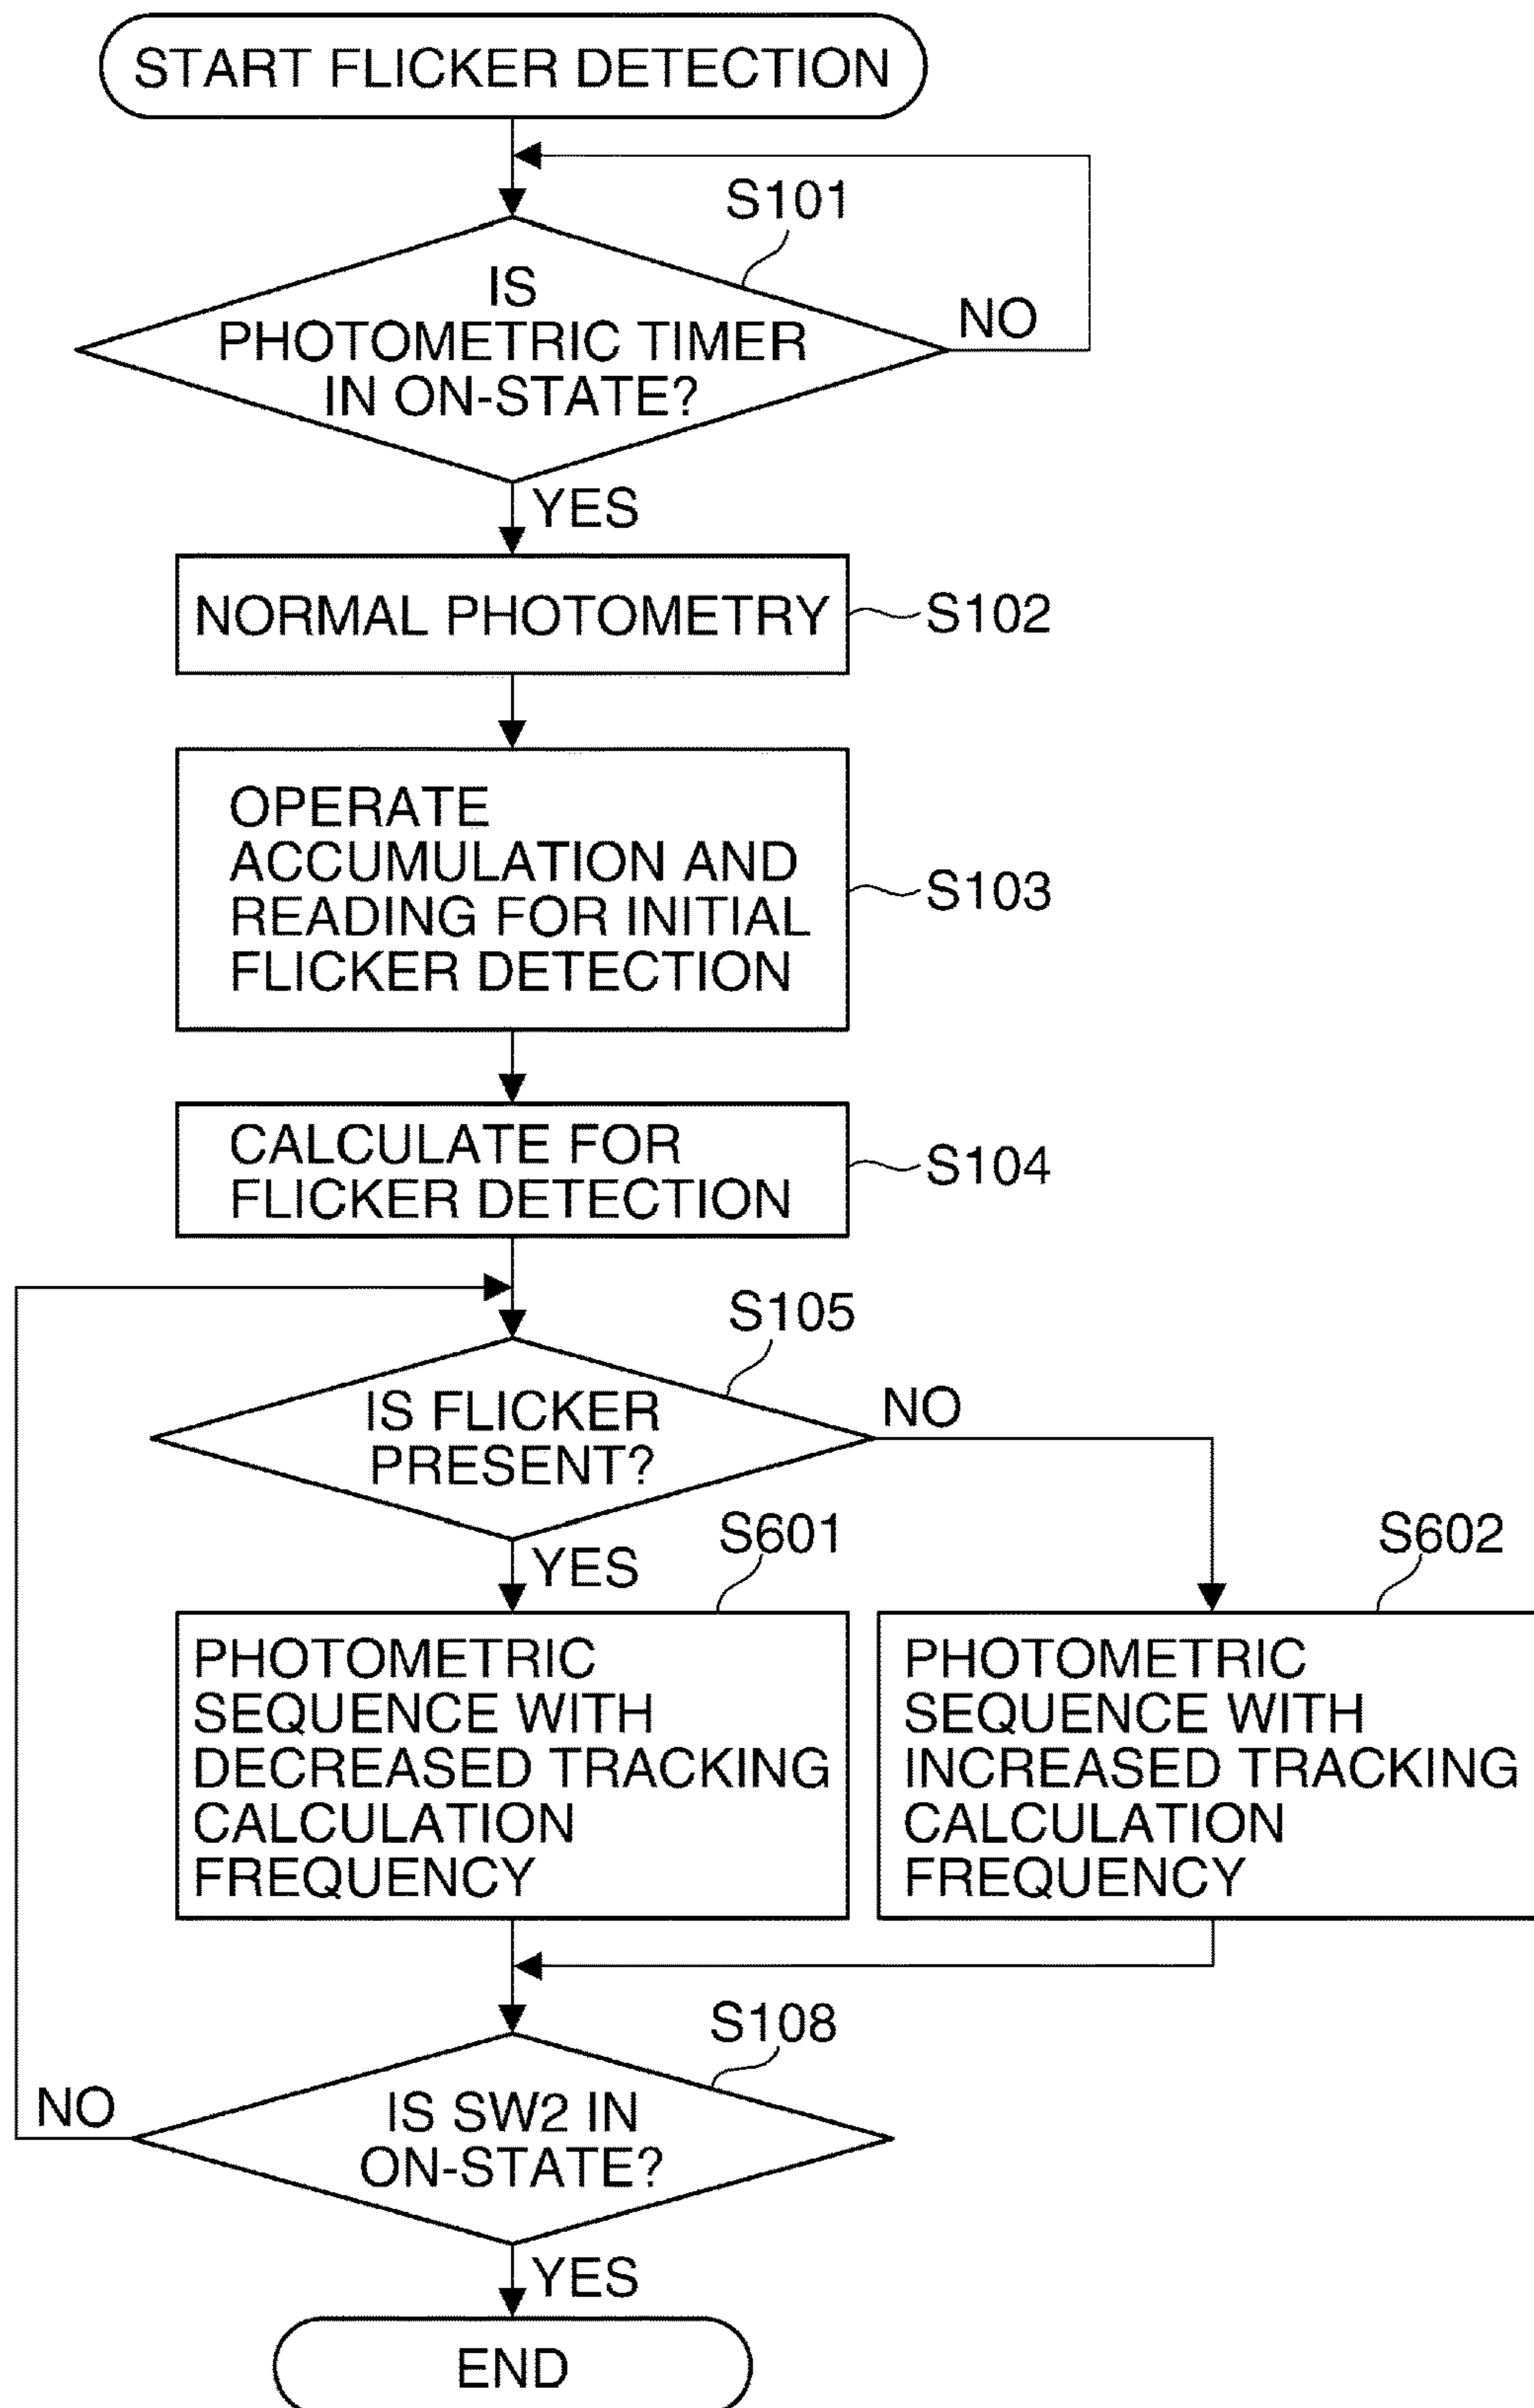 START FLICKER DETECTION
S101
IS
PHOTOMETRIC TIMER
IN ON-STATE?
NO
YES
NORMAL PHOTOMETRY
S102
OPERATE
ACCUMULATION AND
READING FOR INITIAL
FLICKER DETECTION
S103
CALCULATE FOR
FLICKER DETECTION
S104
S105
IS FLICKER
PRESENT?
NO
YES
S601
PHOTOMETRIC
SEQUENCE WITH
DECREASED TRACKING
CALCULATION
FREQUENCY
S602
PHOTOMETRIC
SEQUENCE WITH
INCREASED TRACKING
CALCULATION
FREQUENCY
S108
IS SW2 IN
ON-STATE?
NO
YES
END